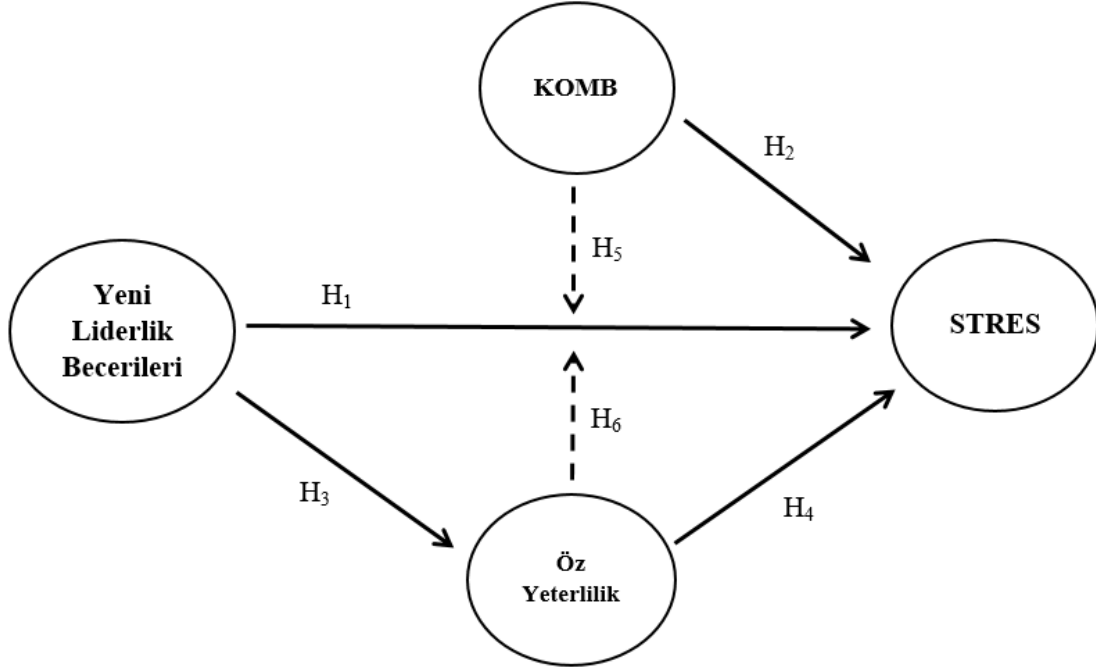 KOMB
H₂
H₅
H₁
Yeni
Liderlik
Becerileri
STRES
H₆
H₃
H₄
Öz
Yeterlilik